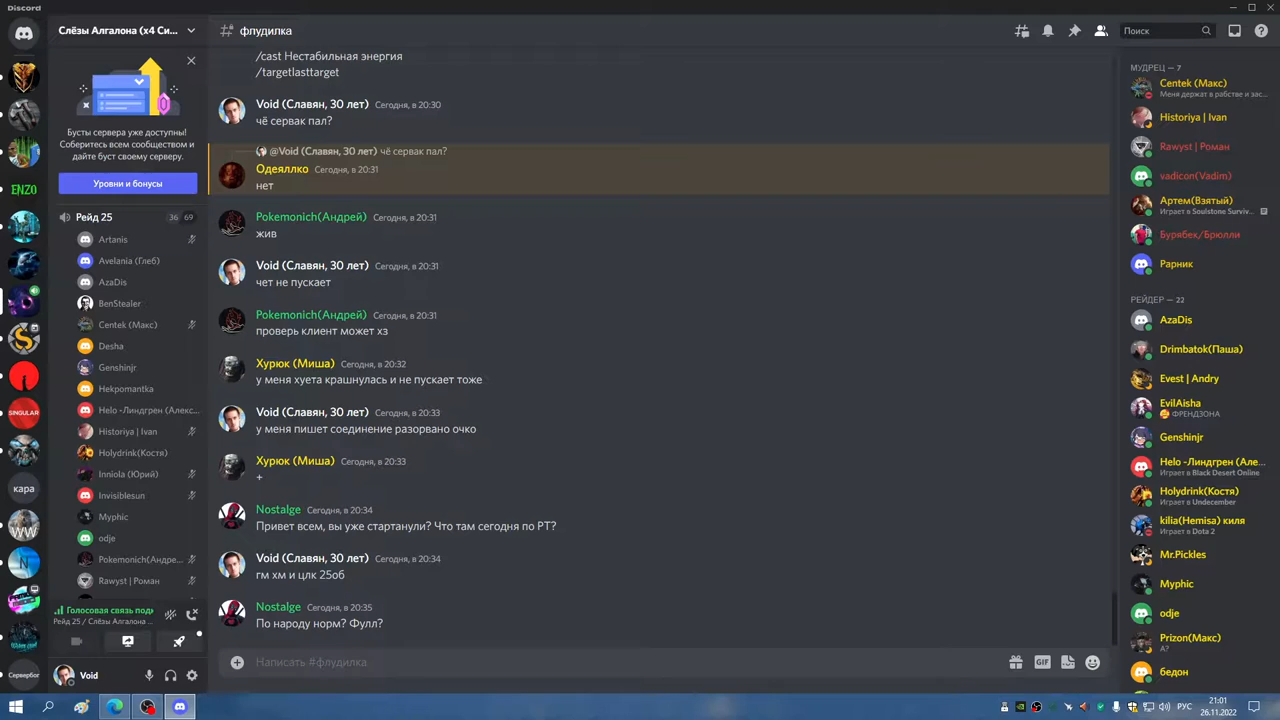 Discord
Слёзы Алгалона (x4 Си...
флудилка
Поиск
Бусты сервера уже доступны!
Соберитесь всем сообществом и
дайте буст своему серверу.
Уровни и бонусы
Рейд 25
36 69
Artanis
Avelania (Глеб)
AzaDis
BenStealer
Centek (Макс)
Desha
Genshinjr
Hekpomantka
Helo -Линдгрен (Алекс...
Historiya | Ivan
Holydrink(Костя)
Inniola (Юрий)
Invisiblesun
Myphic
odje
Pokemonich(Андре...
Rawyst | Роман
Голосовая связь подк
Рейд 25 / Слёзы Алгалона ...
Void
ENZO
SINGULAR
кара
WW
N
Сервербот
/cast Нестабильная энергия
/targetlasttarget
Void (Славян, 30 лет) Сегодня, в 20:30
чё сервак пал?
@Void (Славян, 30 лет) чё сервак пал?
Одеяллко Сегодня, в 20:31
нет
Pokemonich(Андрей) Сегодня, в 20:31
жив
Void (Славян, 30 лет) Сегодня, в 20:31
чет не пускает
Pokemonich(Андрей) Сегодня, в 20:31
проверь клиент может хз
Хурюк (Миша) Сегодня, в 20:32
у меня хуета крашнулась и не пускает тоже
Void (Славян, 30 лет) Сегодня, в 20:33
у меня пишет соединение разорвано очко
Хурюк (Миша) Сегодня, в 20:33
+
Nostalge Сегодня, в 20:34
Привет всем, вы уже стартанули? Что там сегодня по РТ?
Void (Славян, 30 лет) Сегодня, в 20:34
гм хм и цлк 25об
Nostalge Сегодня, в 20:35
По народу норм? Фулл?
Написать #флудилка
GIF
МУДРЕЦ — 7
Centek (Макс)
Меня держат в рабстве и зас...
Historiya | Ivan
Rawyst | Роман
vadicon(Vadim)
Артем(Взятый)
Играет в Soulstone Surviv...
Бурябек/Брюлли
Рарник
РЕЙДЕР — 22
AzaDis
Drimbatok(Паша)
Evest | Andry
EvilAisha
ФРЕНДЗОНА
Genshinjr
Helo -Линдгрен (Але...
Играет в Black Desert Online
Holydrink(Костя)
Играет в Undecember
kilia(Hemisa) киля
Играет в Dota 2
Mr.Pickles
Myphic
odje
Prizon(Макс)
А?
бедон
РУС
21:01
26.11.2022